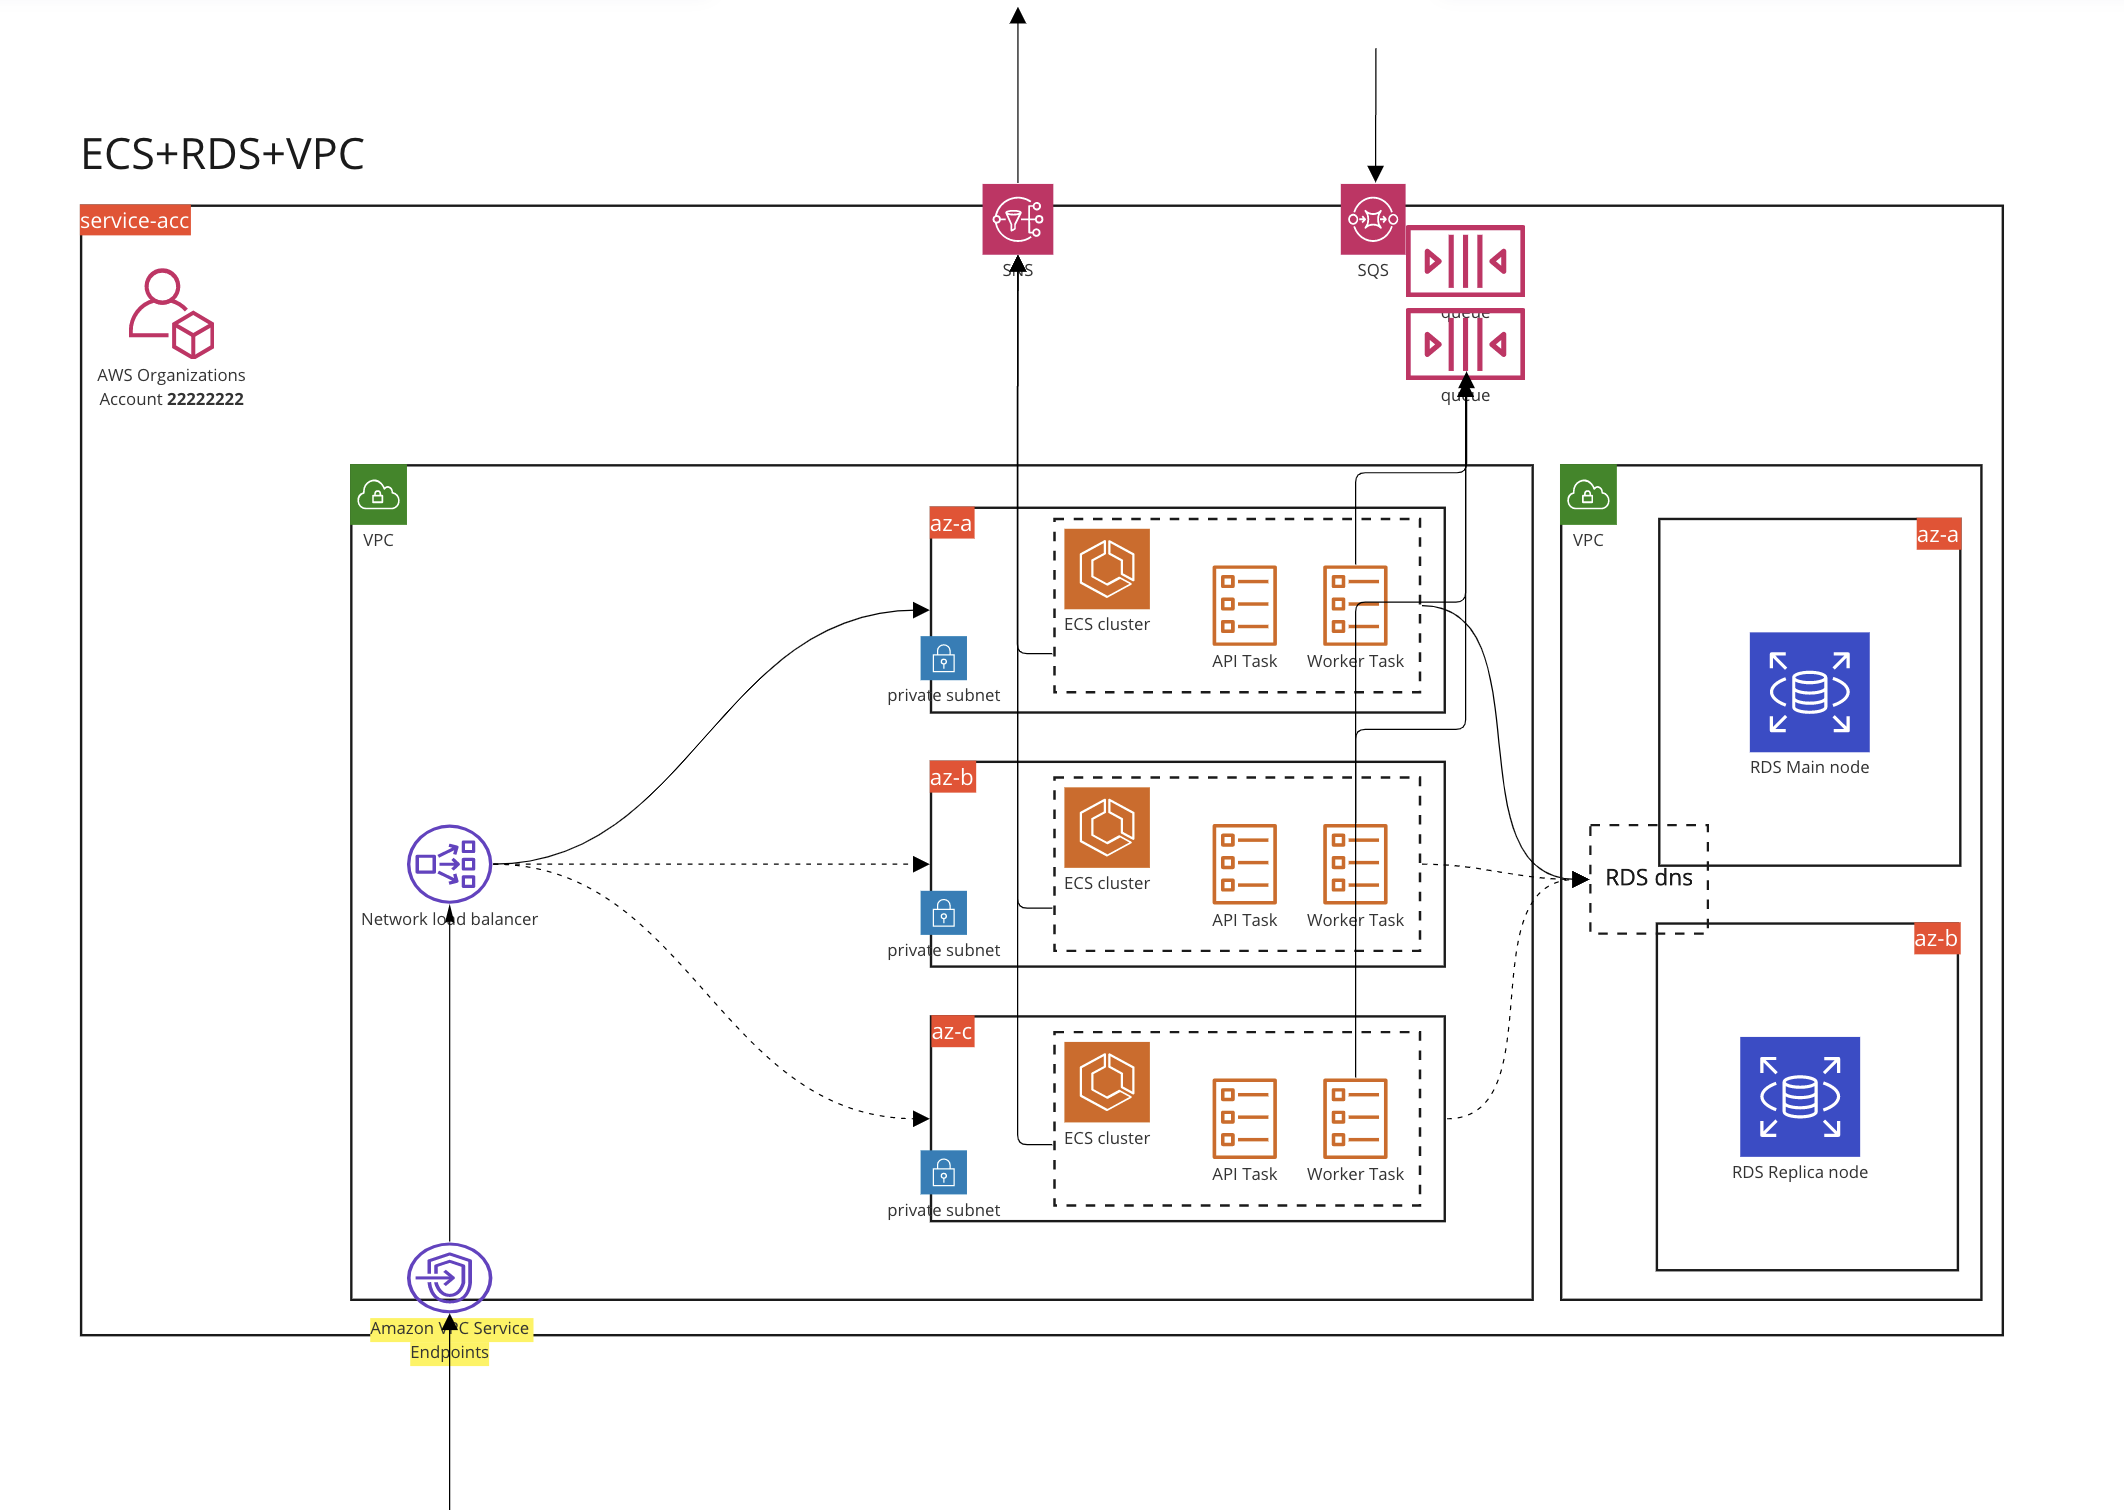 ECS+RDS+VPC
service-acc
SNS
SQS
queue
queue
AWS Organizations
Account 22222222
VPC
az-a
ECS cluster
API Task
Worker Task
private subnet
az-b
ECS cluster
API Task
Worker Task
private subnet
az-c
ECS cluster
API Task
Worker Task
private subnet
Network load balancer
Amazon VPC Service
Endpoints
VPC
az-a
RDS Main node
RDS dns
az-b
RDS Replica node